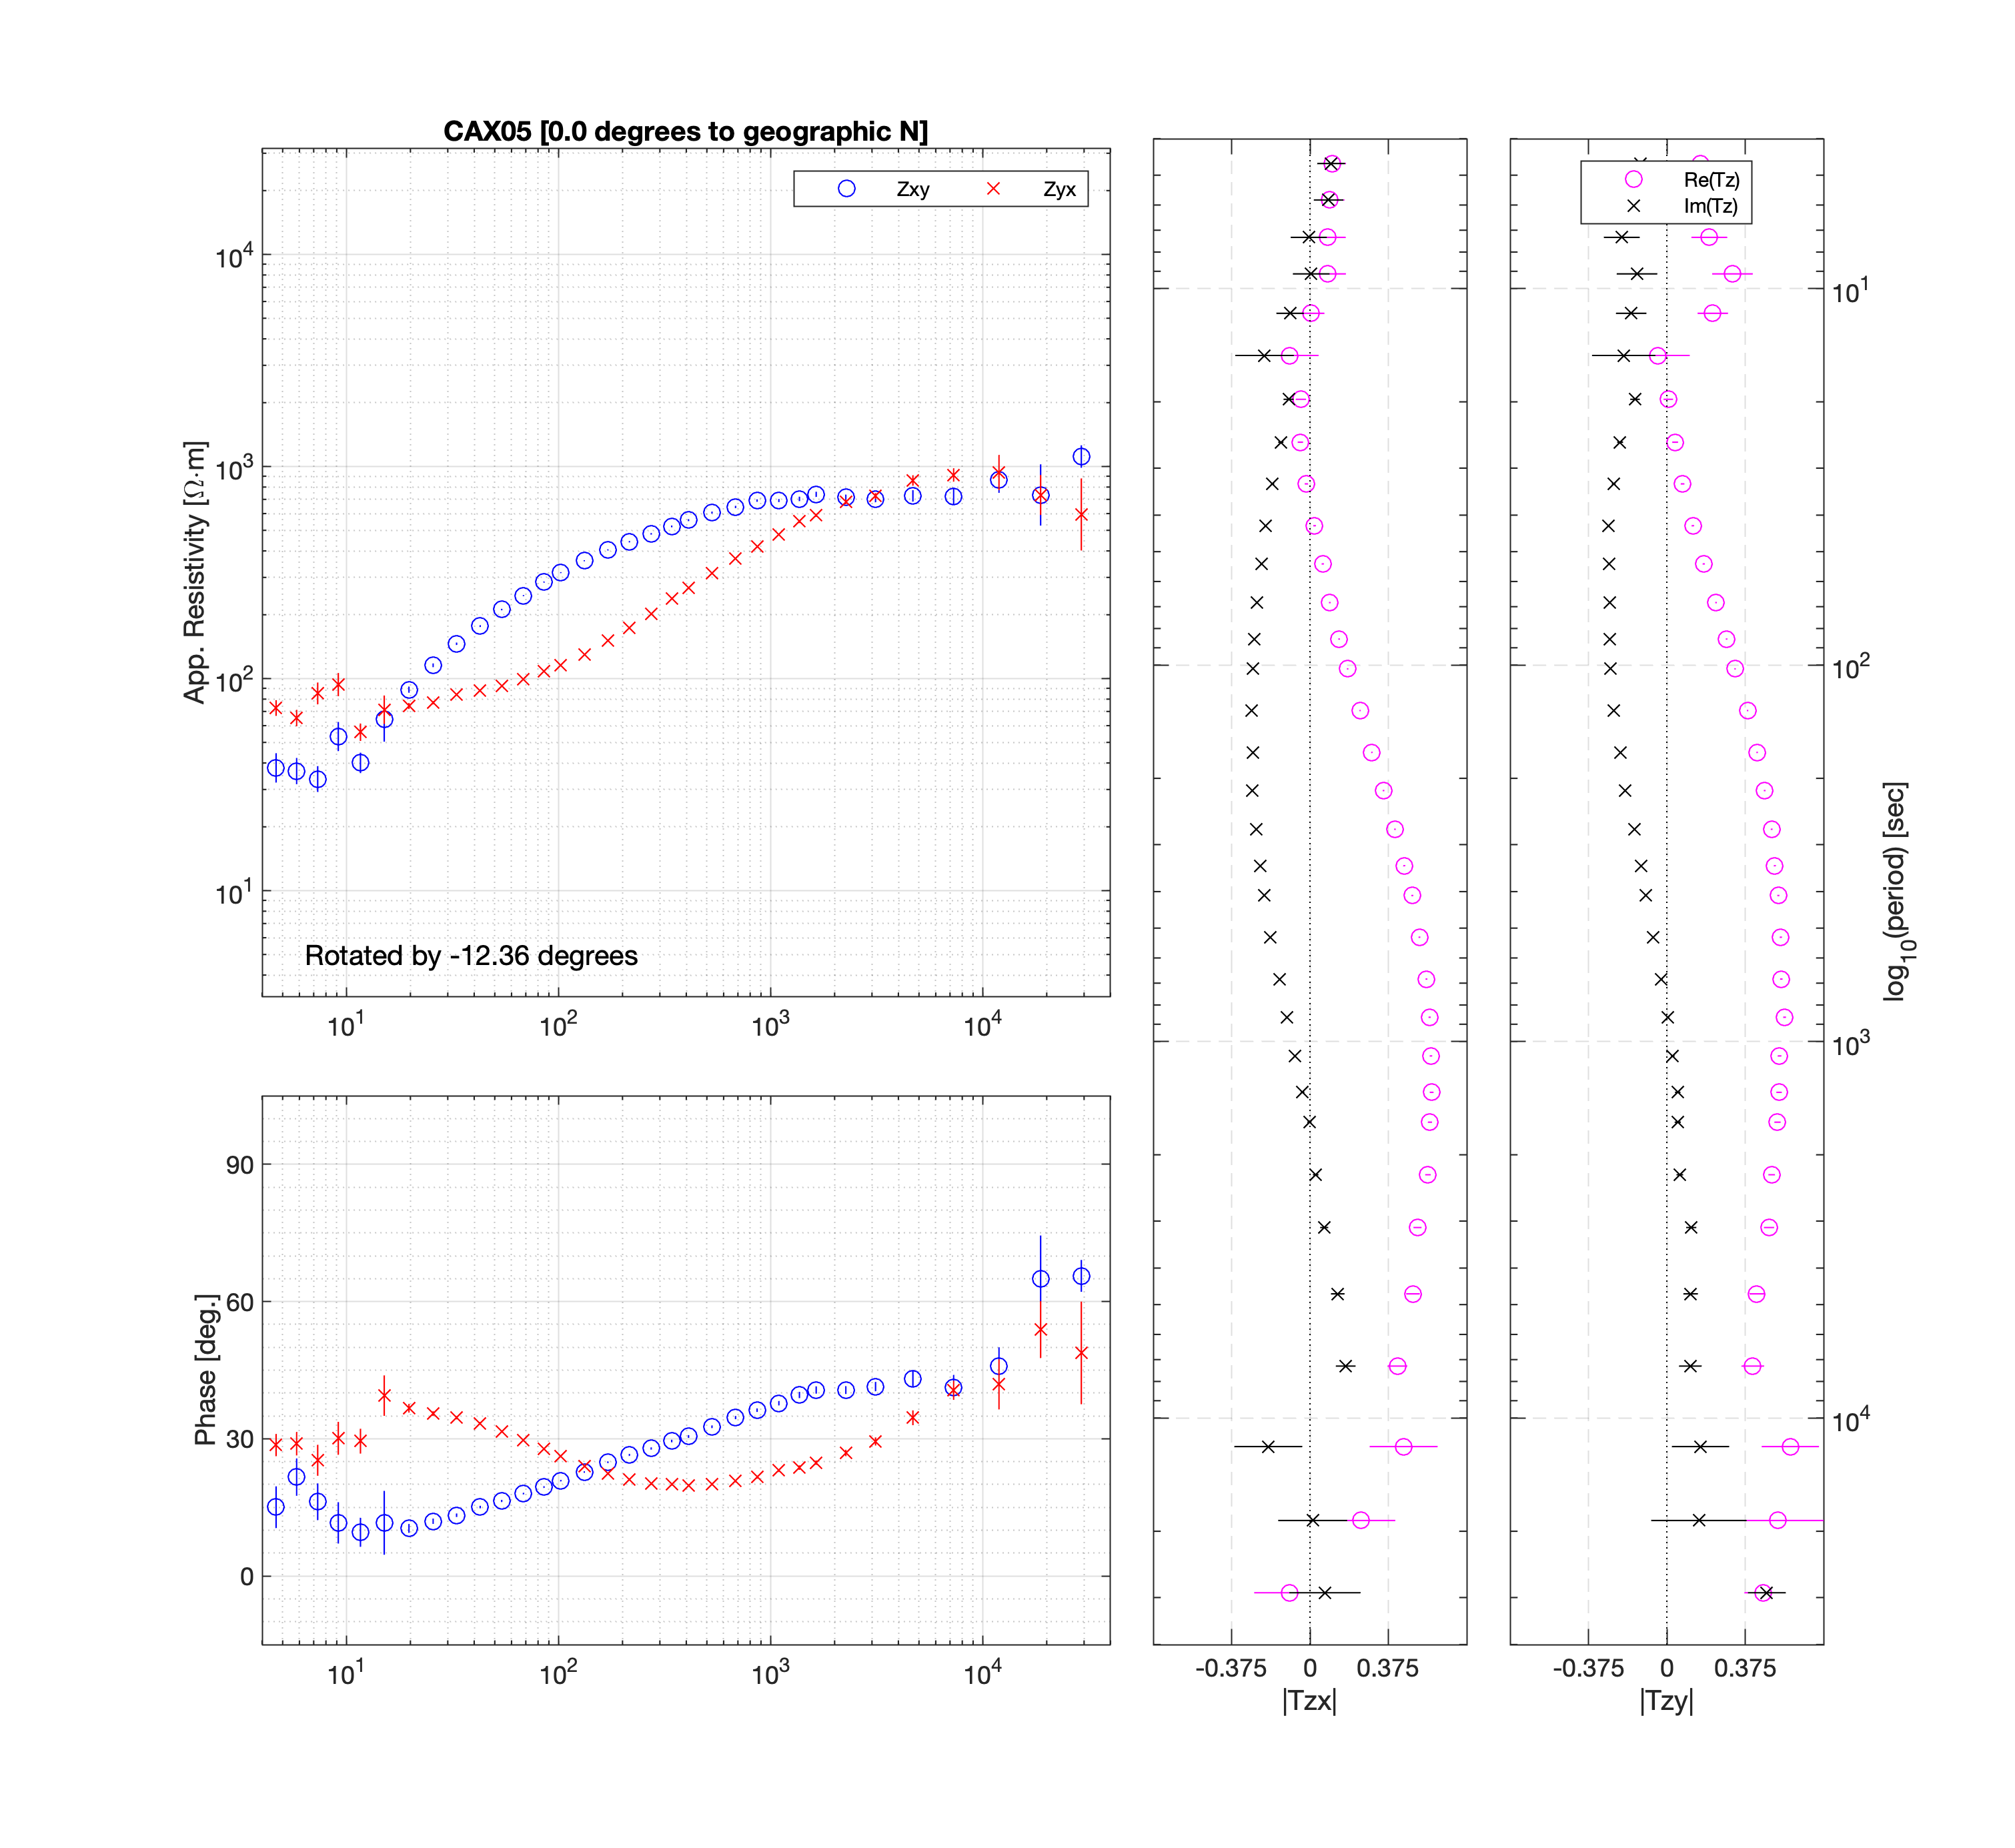 CAX05 [0.0 degrees to geographic N]
Zxy Zyx
App. Resistivity [Ω·m]
10^4
10^3
10^2
10^1
Rotated by -12.36 degrees
10^1 10^2 10^3 10^4
Phase [deg.]
90
60
30
0
10^1 10^2 10^3 10^4
-0.375 0 0.375
|Tzx|
Re(Tz)
Im(Tz)
10^1
10^2
10^3
10^4
log_10(period) [sec]
-0.375 0 0.375
|Tzy|